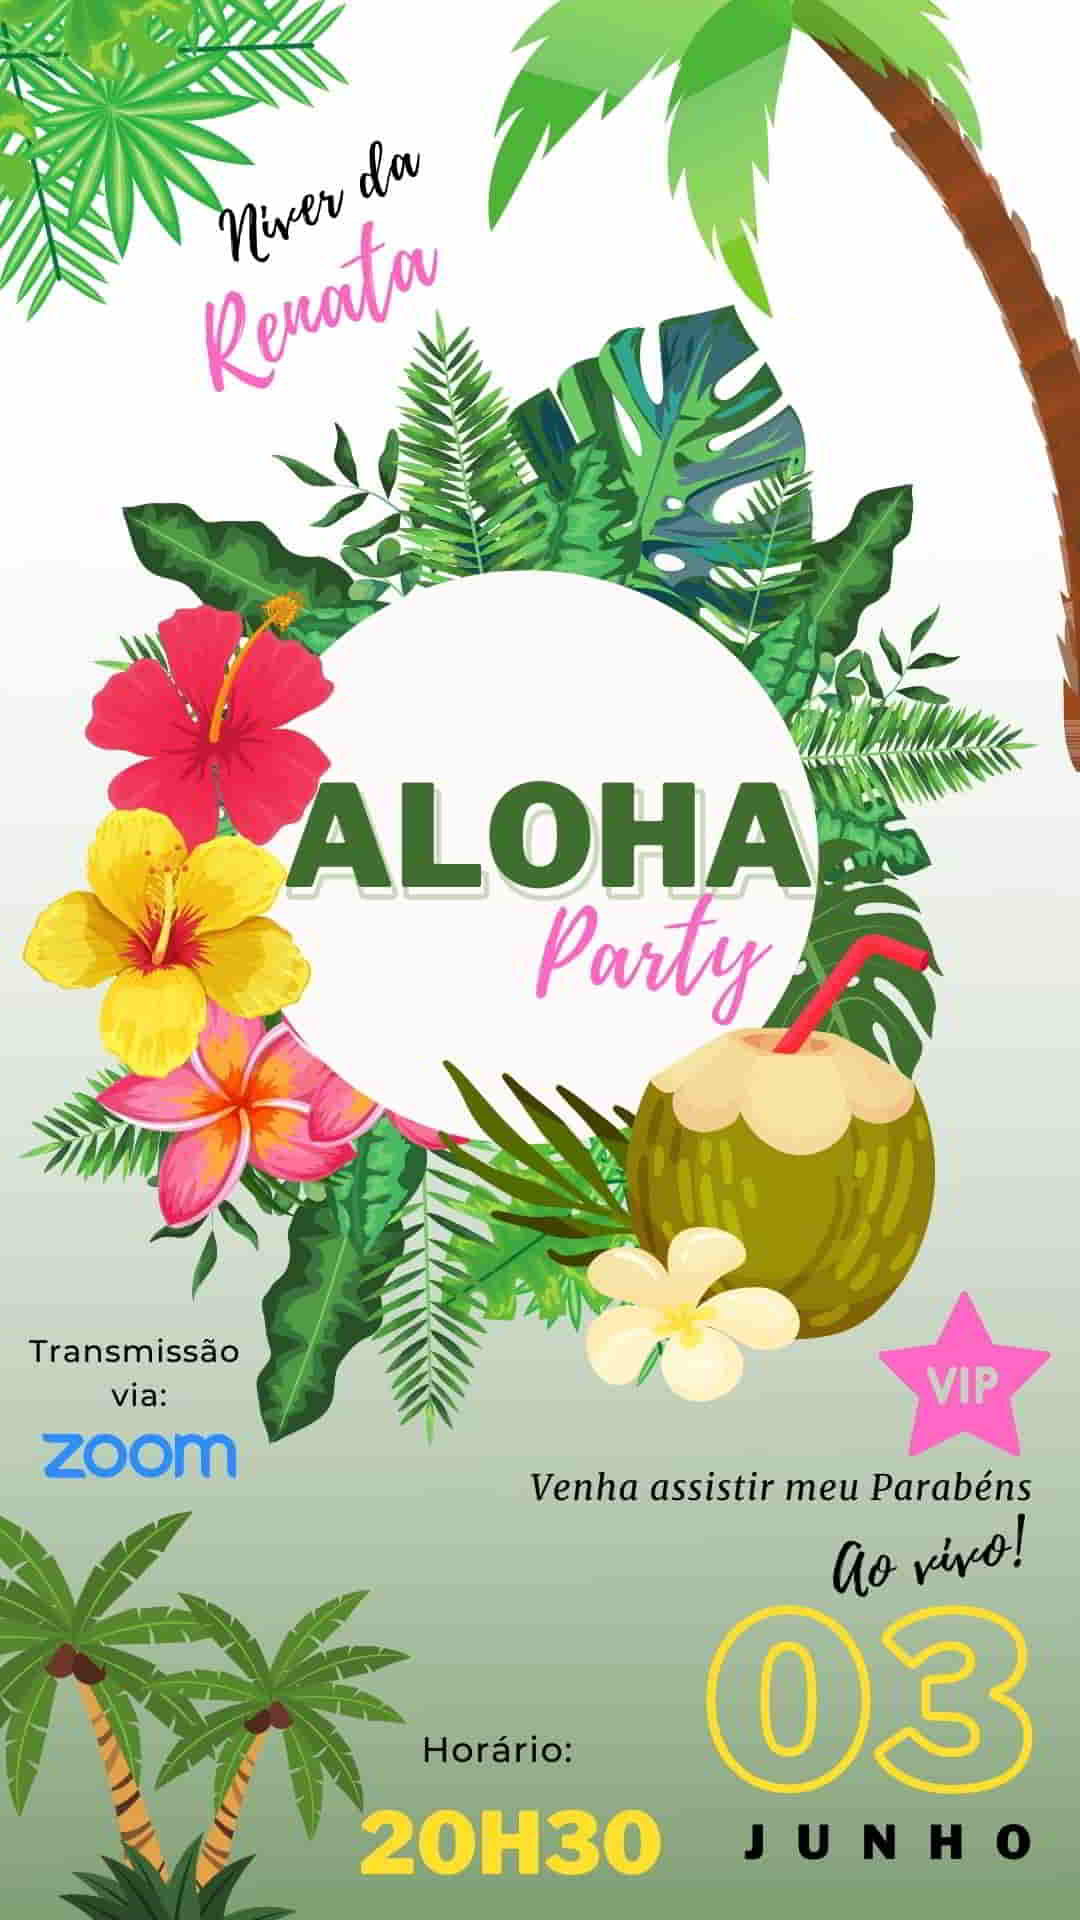 Niver da
Renata
ALOHA
Party
Transmissão
via:
zoom
VIP
Venha assistir meu Parabéns
Ao vivo!
03
JUNHO
Horário:
20H30